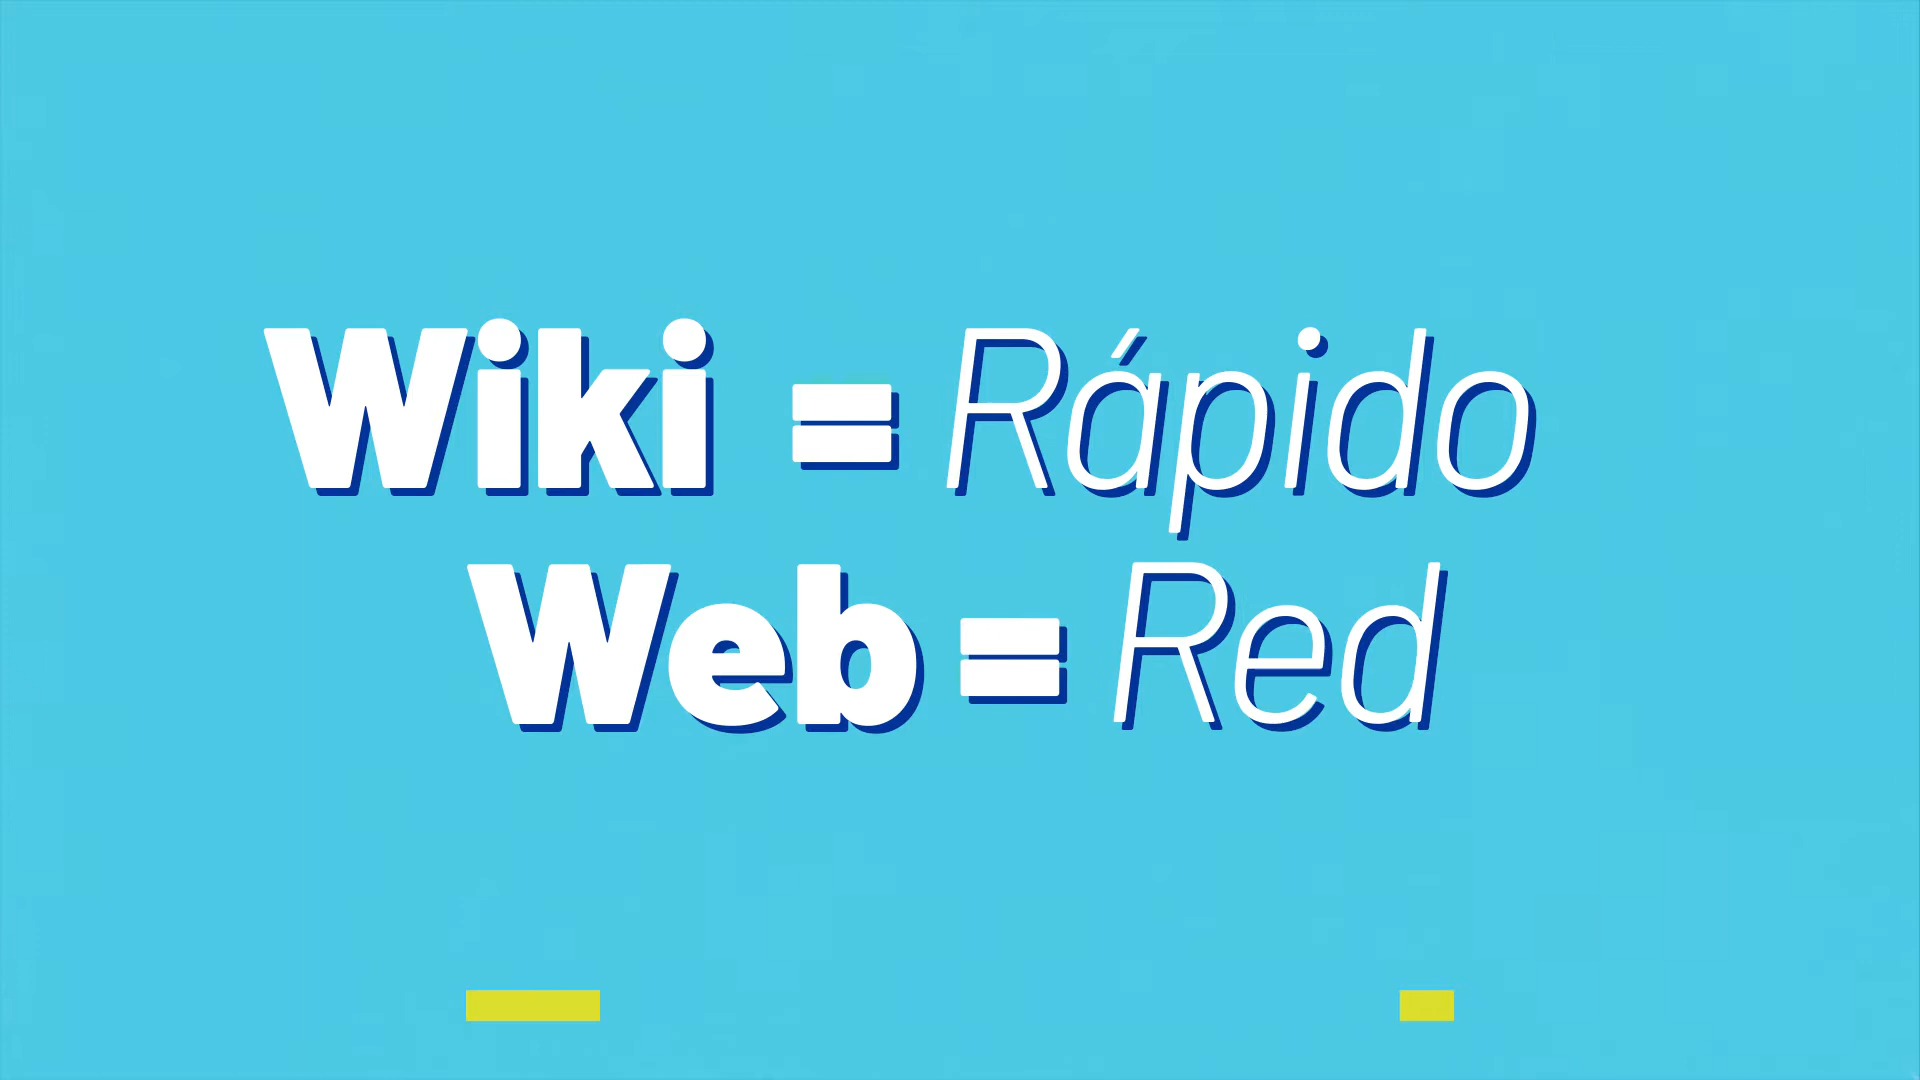 Wiki = Rápido
Web = Red